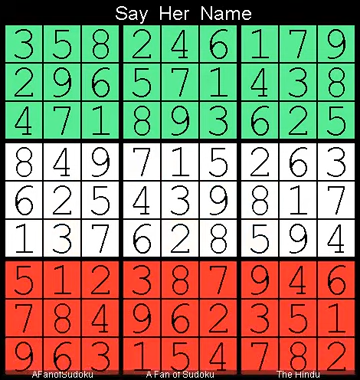 Say Her Name
3 5 8 2 4 6 1 7 9
2 9 6 5 7 1 4 3 8
4 7 1 8 9 3 6 2 5
8 4 9 7 1 5 2 6 3
6 2 5 4 3 9 8 1 7
1 3 7 6 2 8 5 9 4
5 1 2 3 8 7 9 4 6
7 8 4 9 6 2 3 5 1
9 6 3 1 5 4 7 8 2
AFanofSudoku A Fan of Sudoku The Hindu